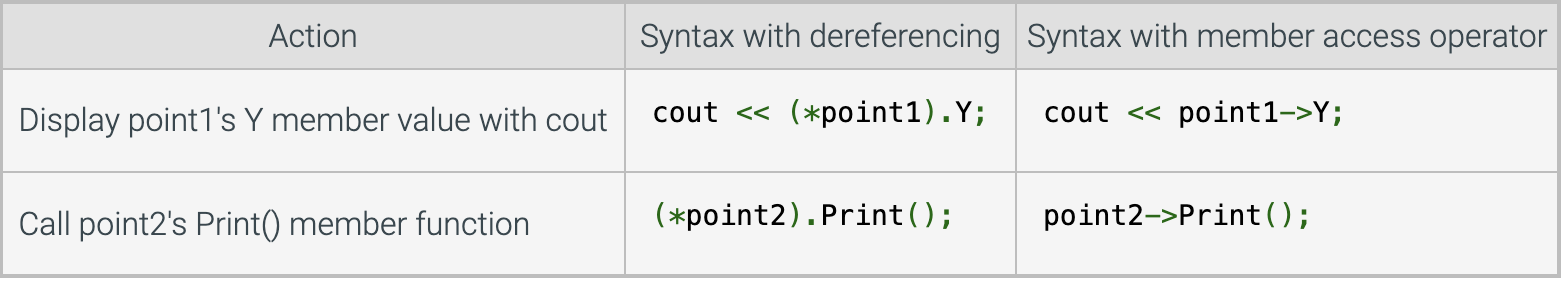 Action Syntax with dereferencing Syntax with member access operator
Display point1's Y member value with cout cout << (*point1).Y; cout << point1->Y;
Call point2's Print() member function (*point2).Print(); point2->Print();